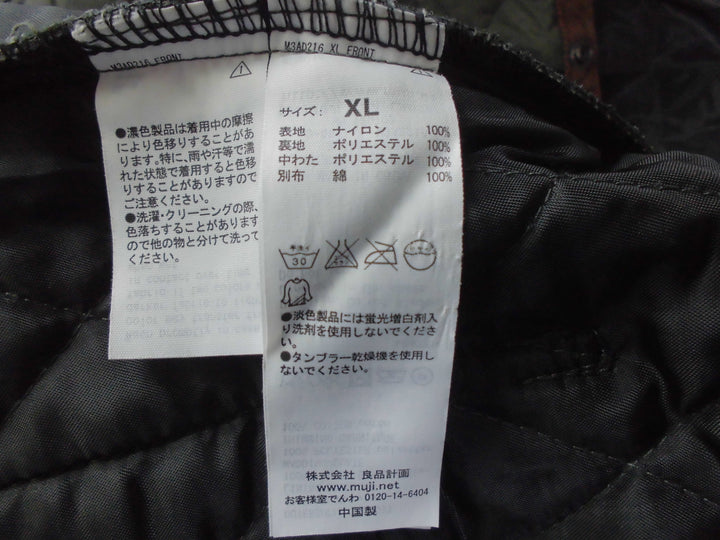 M3AD216 FRONT
●濃色製品は着用中の摩擦
により色移りすることがあ
ります。特に、雨や汗等で濡
れた状態で着用すると色移
りすることがありますので
ご注意ください。
●洗濯・クリーニングの際、
色落ちすることがあります
ので他の物と分けて洗って
ください。
M3AD216 XL FRONT
サイズ: XL
表地 ナイロン 100%
裏地 ポリエステル 100%
中わた ポリエステル 100%
別布 綿 100%
手洗イ
30
●淡色製品には蛍光増白剤入
り洗剤を使用しないでくださ
い。
●タンブラー乾燥機を使用し
ないでください。
株式会社 良品計画
www.muji.net
お客様室でんわ 0120-14-6404
中国製